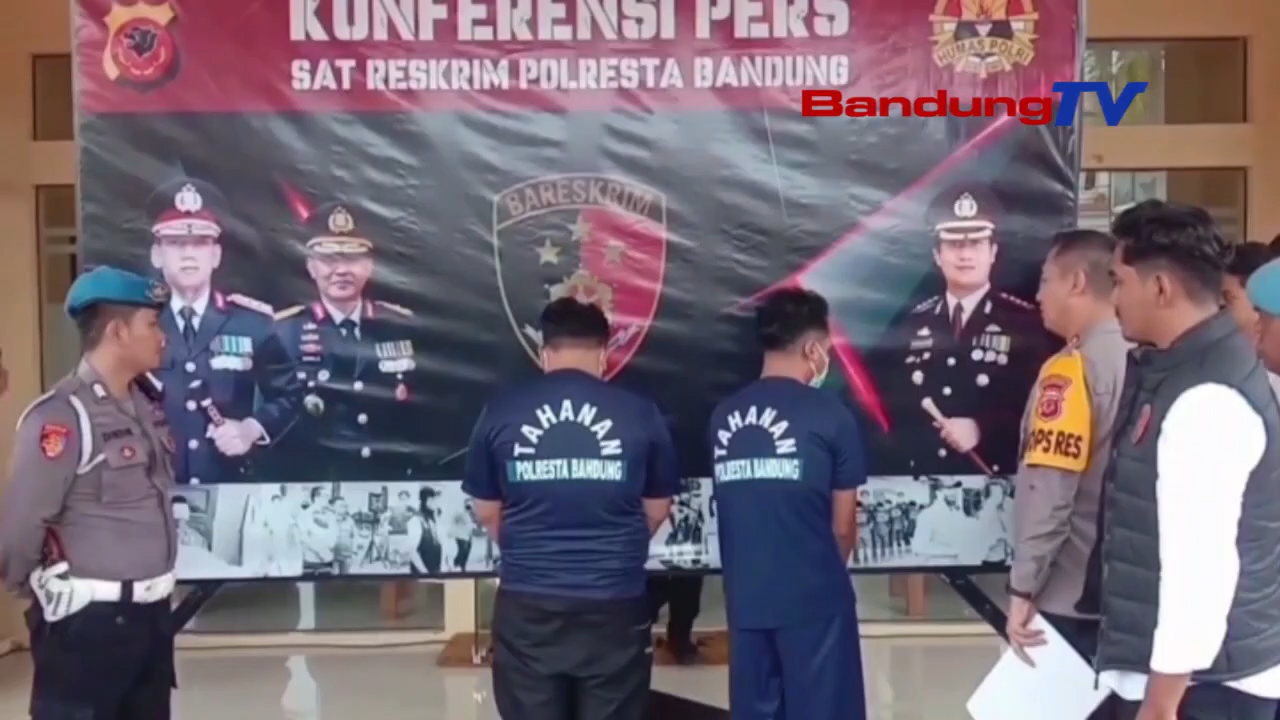 KONFERENSI PERS
SAT RESKRIM POLRESTA BANDUNG
HUMAS POLRI
BandungTV
BARESKRIM
TAHANAN
POLRESTA BANDUNG
TAHANAN
POLRESTA BANDUNG
OPS RES